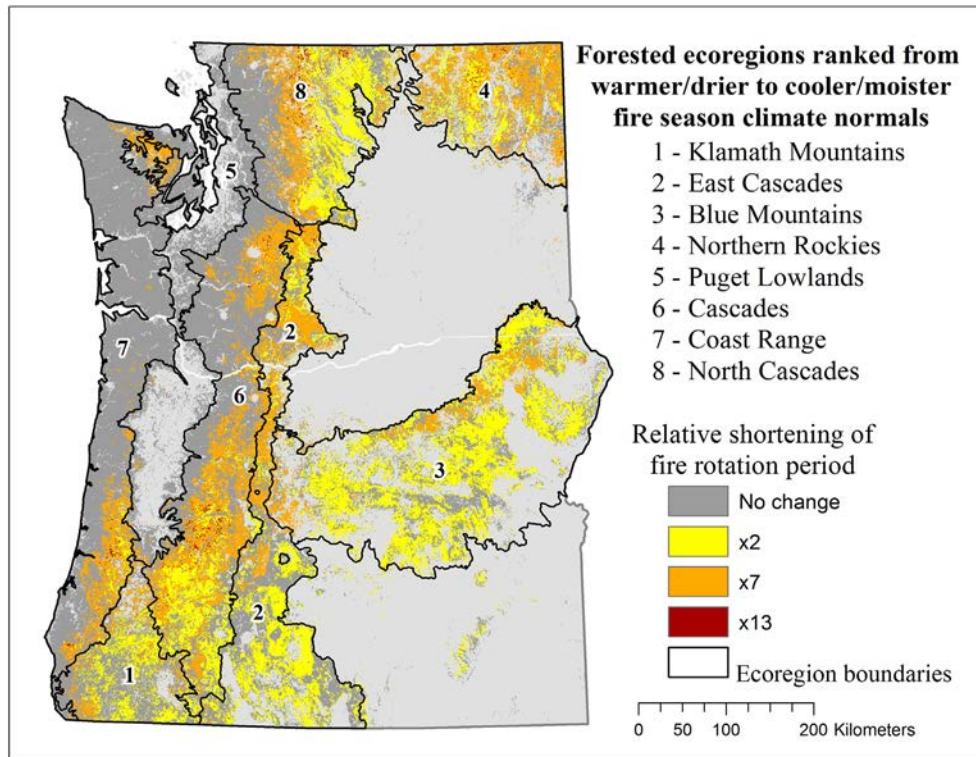 Forested ecoregions ranked from
warmer/drier to cooler/moister
fire season climate normals
1 - Klamath Mountains
2 - East Cascades
3 - Blue Mountains
4 - Northern Rockies
5 - Puget Lowlands
6 - Cascades
7 - Coast Range
8 - North Cascades
Relative shortening of
fire rotation period
No change
x2
x7
x13
Ecoregion boundaries
0 50 100 200 Kilometers
8
4
5
2
7
6
3
2
1